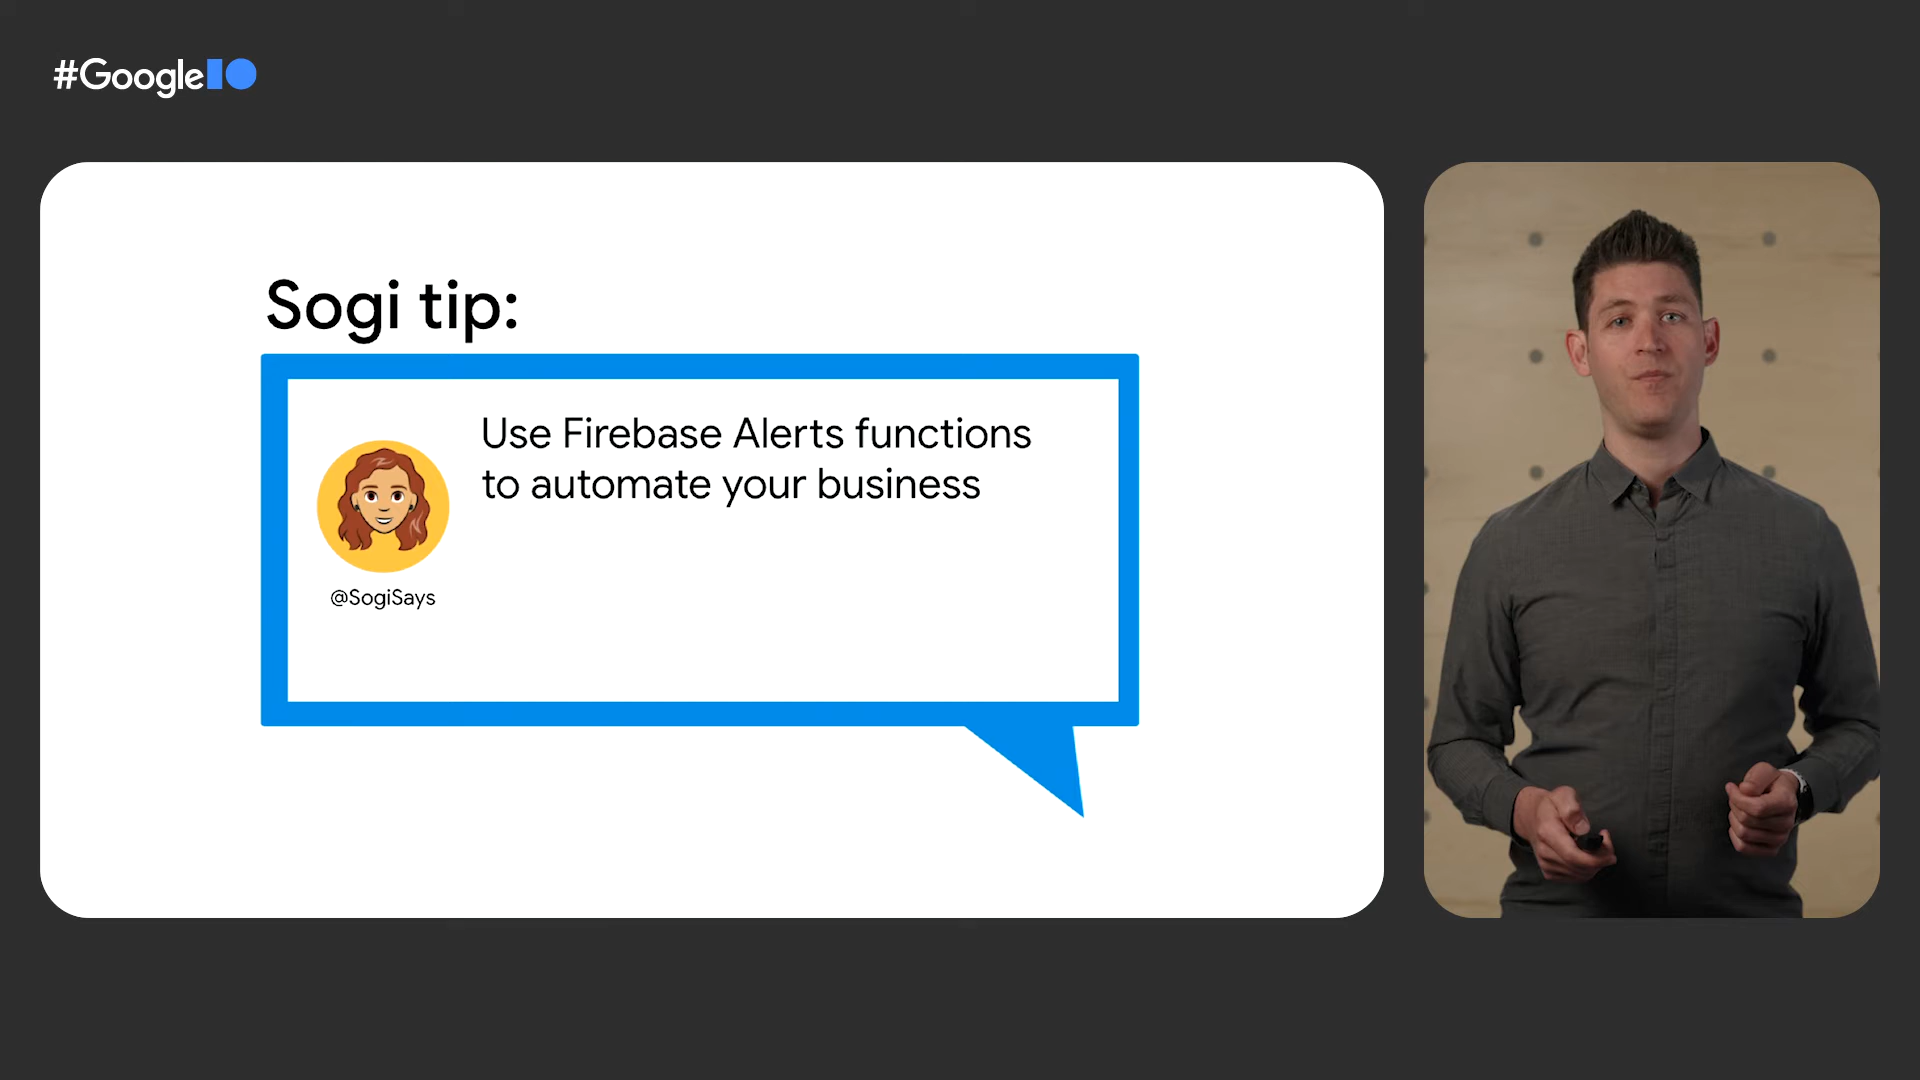 #GoogleIO
Sogi tip:
Use Firebase Alerts functions
to automate your business
@SogiSays